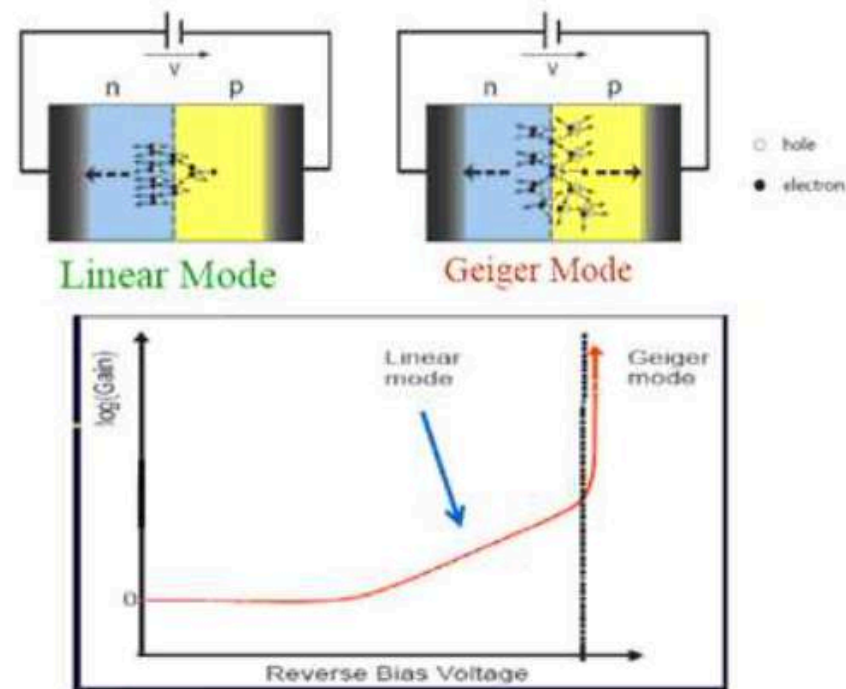 V
n
p
Linear Mode
V
n
p
Geiger Mode
hole
electron
log(Gain)
Linear
mode
Geiger
mode
0
Reverse Bias Voltage